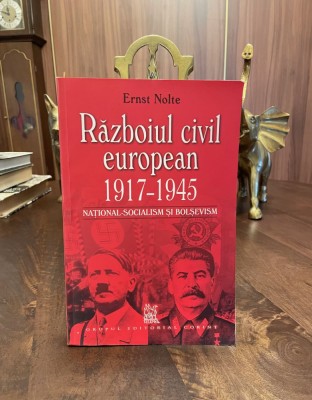 Ernst Nolte
Războiul civil
european
1917-1945
NAȚIONAL-SOCIALISM ȘI BOLȘEVISM
GRUPUL EDITORIAL CORINT